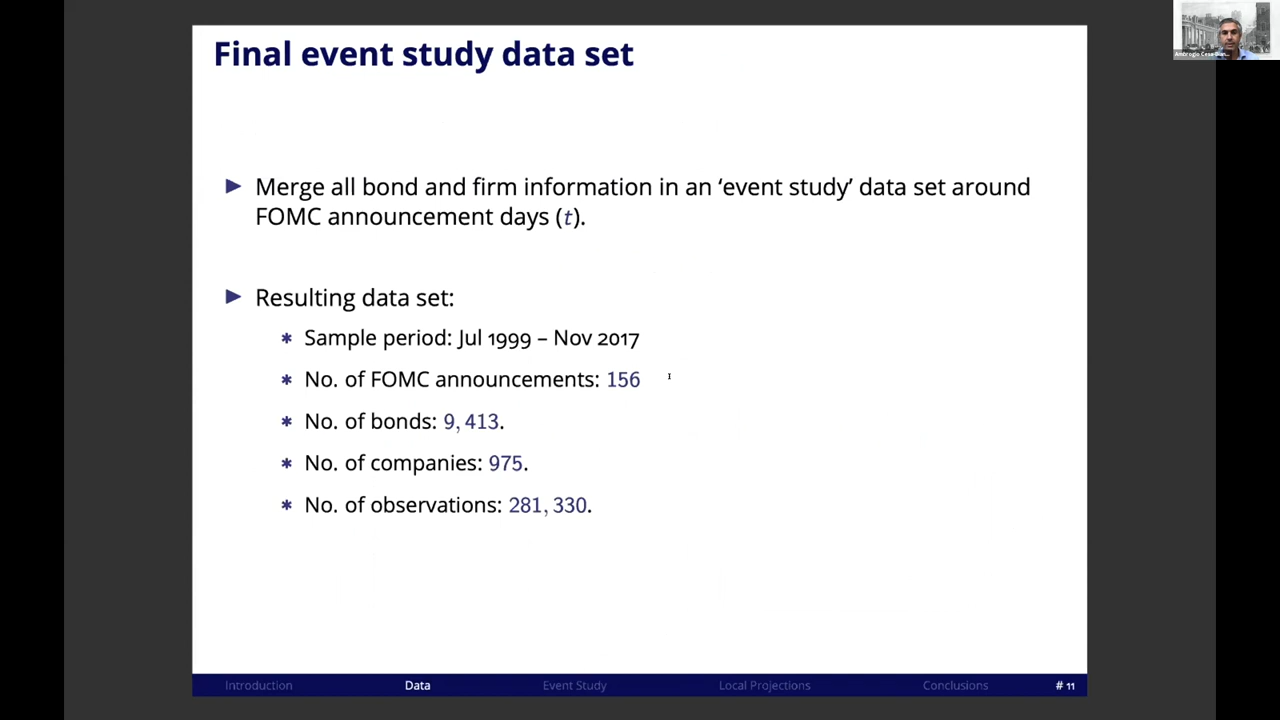 Final event study data set
Ambrogio Cesa-Bian...
▶ Merge all bond and firm information in an ‘event study’ data set around
FOMC announcement days (t).
▶ Resulting data set:
* Sample period: Jul 1999 – Nov 2017
* No. of FOMC announcements: 156
* No. of bonds: 9, 413.
* No. of companies: 975.
* No. of observations: 281, 330.
Introduction Data Event Study Local Projections Conclusions # 11